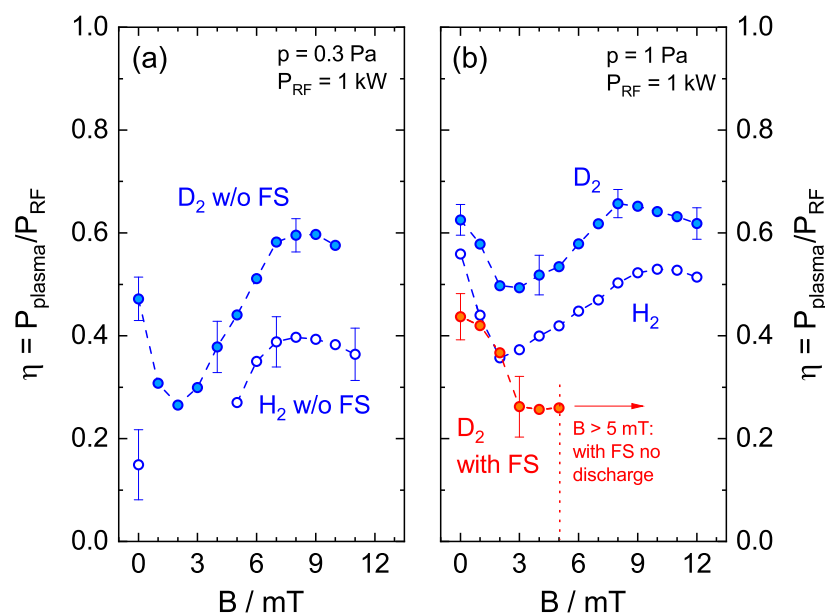 (a)
p = 0.3 Pa
P_RF = 1 kW
D₂ w/o FS
H₂ w/o FS
η = P_plasma/P_RF
1.0
0.8
0.6
0.4
0.2
0.0
0 3 6 9 12
B / mT
(b)
p = 1 Pa
P_RF = 1 kW
D₂
H₂
D₂
with FS
B > 5 mT:
with FS no
discharge
1.0
0.8
0.6
0.4
0.2
0.0
η = P_plasma/P_RF
0 3 6 9 12
B / mT